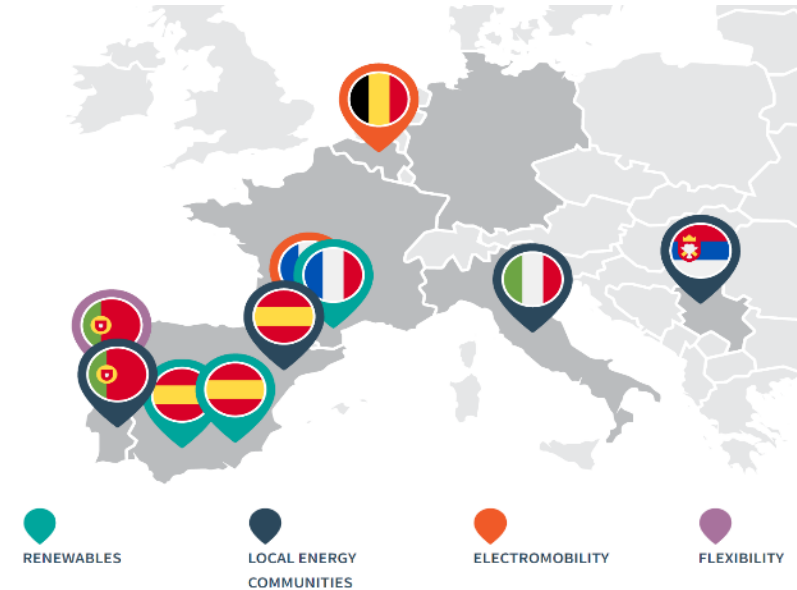 RENEWABLES
LOCAL ENERGY
COMMUNITIES
ELECTROMOBILITY
FLEXIBILITY